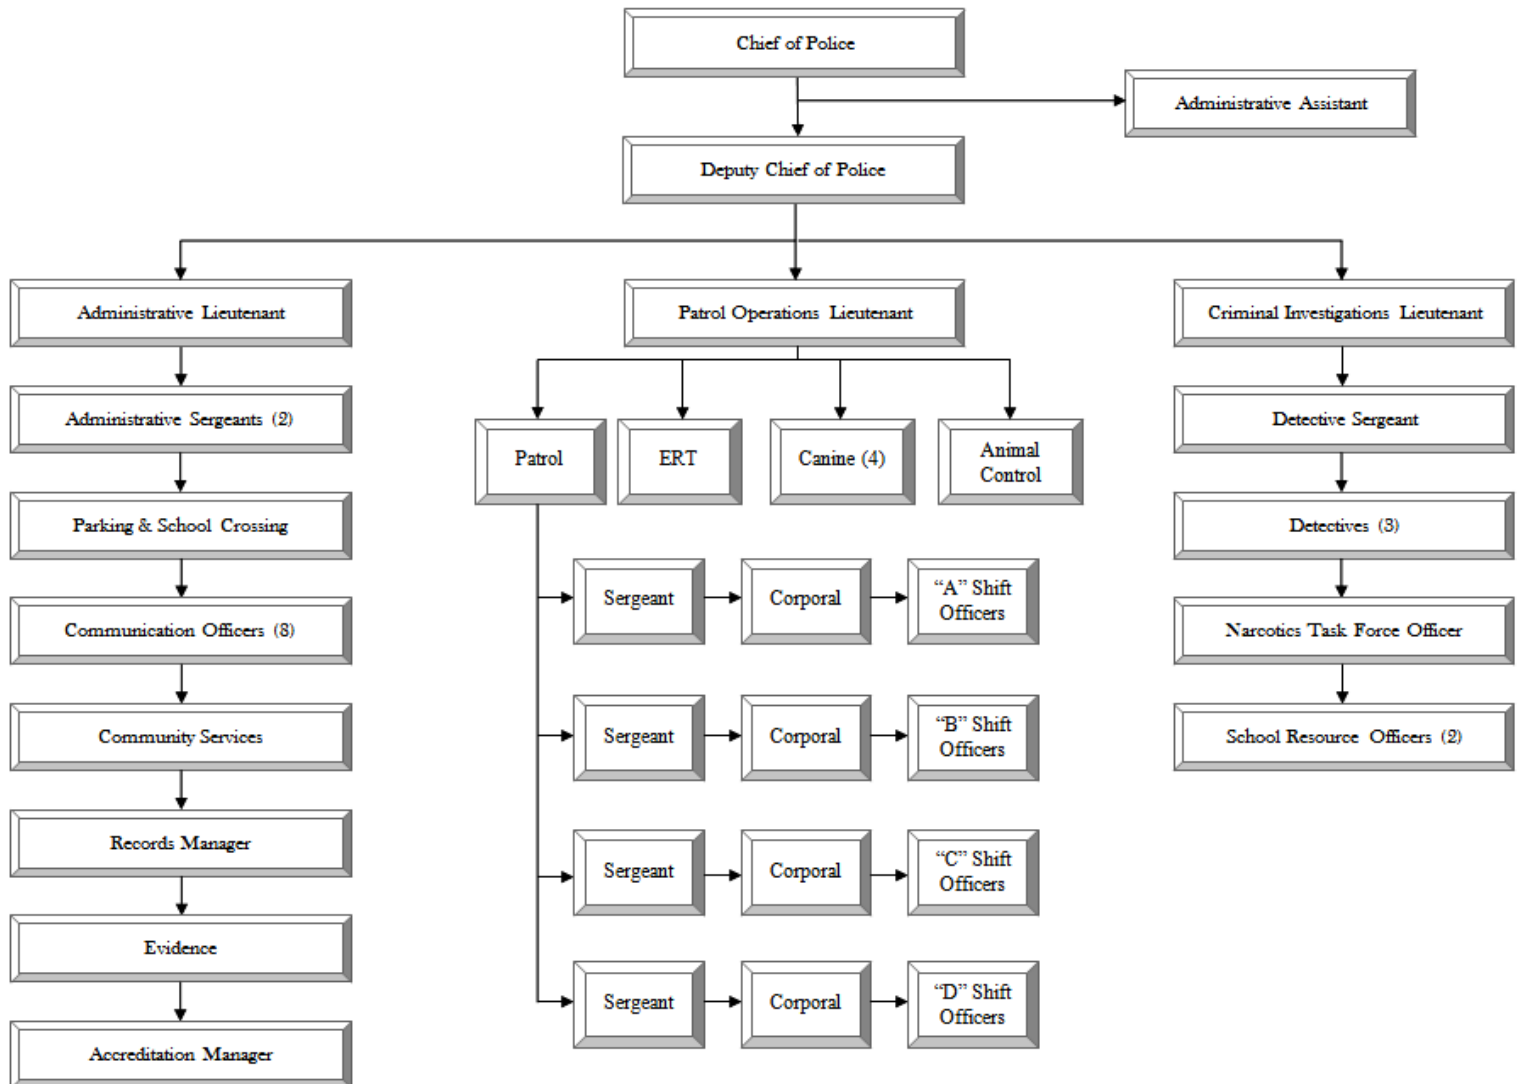 Chief of Police
Administrative Assistant
Deputy Chief of Police
Administrative Lieutenant
Patrol Operations Lieutenant
Criminal Investigations Lieutenant
Administrative Sergeants (2)
Detective Sergeant
Patrol
ERT
Canine (4)
Animal
Control
Parking & School Crossing
Detectives (3)
Communication Officers (8)
Sergeant
Corporal
“A” Shift
Officers
Narcotics Task Force Officer
Community Services
Sergeant
Corporal
“B” Shift
Officers
School Resource Officers (2)
Records Manager
Sergeant
Corporal
“C” Shift
Officers
Evidence
Sergeant
Corporal
“D” Shift
Officers
Accreditation Manager